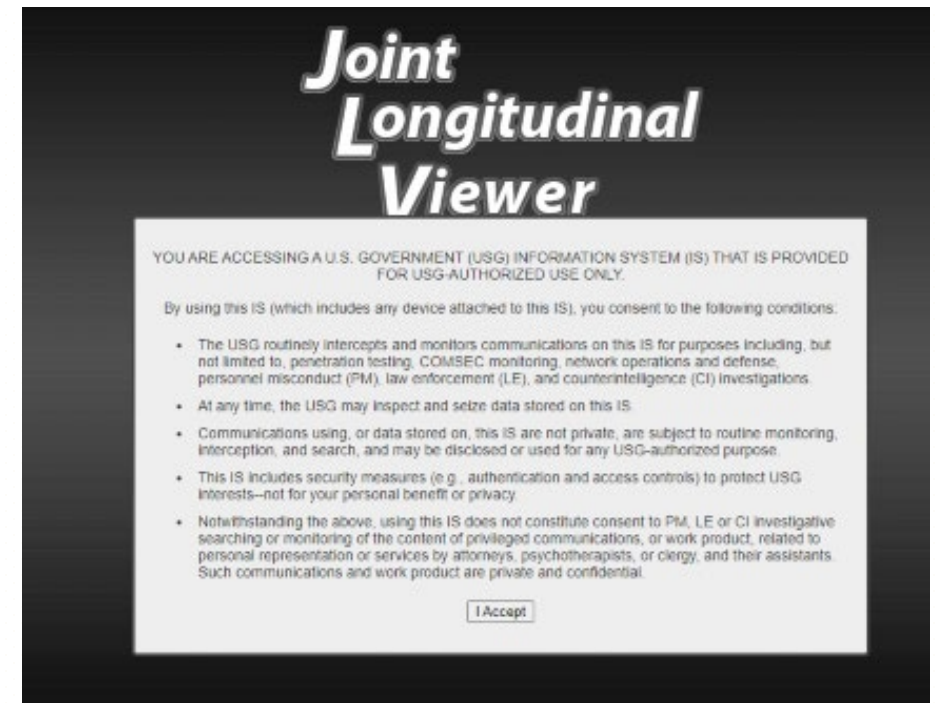 Joint
Longitudinal
Viewer
YOU ARE ACCESSING A U.S. GOVERNMENT (USG) INFORMATION SYSTEM (IS) THAT IS PROVIDED
FOR USG-AUTHORIZED USE ONLY.
By using this IS (which includes any device attached to this IS), you consent to the following conditions:
• The USG routinely intercepts and monitors communications on this IS for purposes including, but
not limited to, penetration testing, COMSEC monitoring, network operations and defense,
personnel misconduct (PM), law enforcement (LE), and counterintelligence (CI) investigations.
• At any time, the USG may inspect and seize data stored on this IS.
• Communications using, or data stored on, this IS are not private, are subject to routine monitoring,
interception, and search, and may be disclosed or used for any USG-authorized purpose.
• This IS includes security measures (e.g., authentication and access controls) to protect USG
interests--not for your personal benefit or privacy.
• Notwithstanding the above, using this IS does not constitute consent to PM, LE or CI investigative
searching or monitoring of the content of privileged communications, or work product, related to
personal representation or services by attorneys, psychotherapists, or clergy, and their assistants.
Such communications and work product are private and confidential.
I Accept